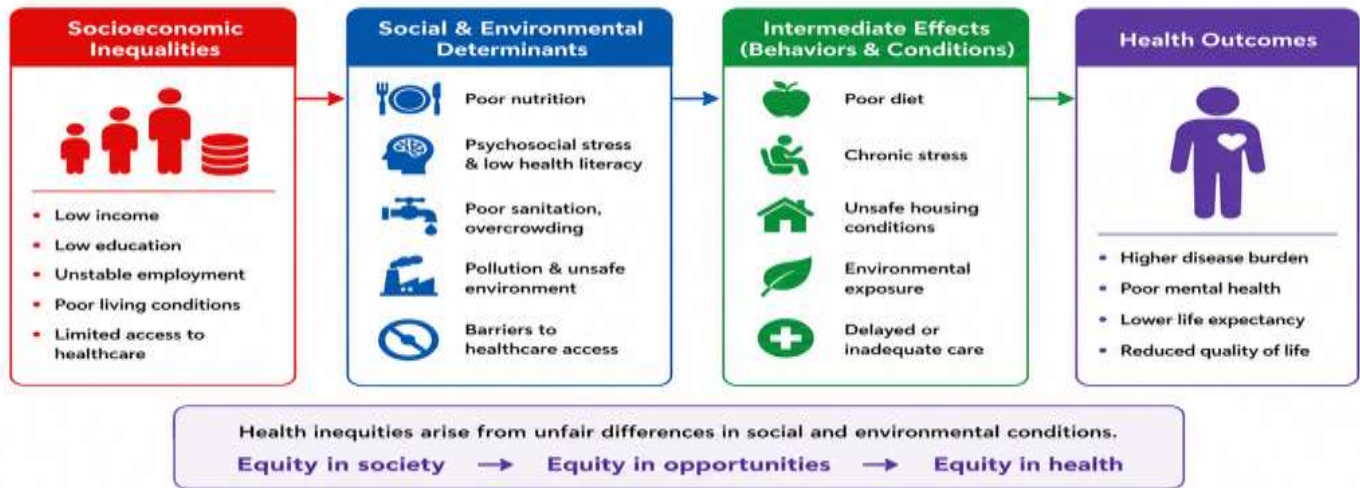 Socioeconomic
Inequalities
• Low income
• Low education
• Unstable employment
• Poor living conditions
• Limited access to
healthcare
Social & Environmental
Determinants
Poor nutrition
Psychosocial stress
& low health literacy
Poor sanitation,
overcrowding
Pollution & unsafe
environment
Barriers to
healthcare access
Intermediate Effects
(Behaviors & Conditions)
Poor diet
Chronic stress
Unsafe housing
conditions
Environmental
exposure
Delayed or
inadequate care
Health Outcomes
• Higher disease burden
• Poor mental health
• Lower life expectancy
• Reduced quality of life
Health inequities arise from unfair differences in social and environmental conditions.
Equity in society → Equity in opportunities → Equity in health